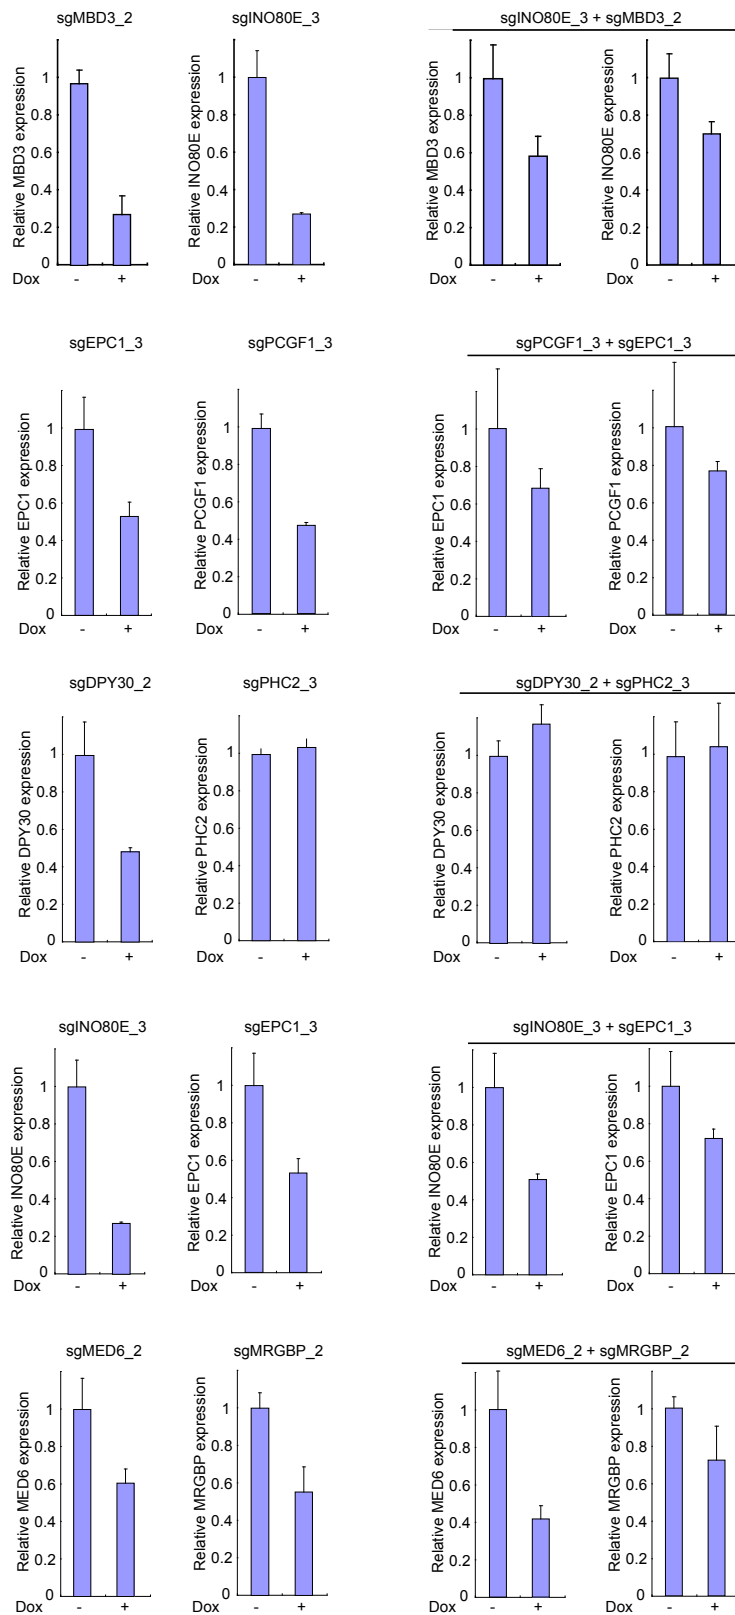 sgMBD3_2
sgINO80E_3
sgINO80E_3 + sgMBD3_2
Relative MBD3 expression
1
0.8
0.6
0.4
0.2
0
Relative INO80E expression
1
0.8
0.6
0.4
0.2
0
Relative MBD3 expression
1
0.8
0.6
0.4
0.2
0
Relative INO80E expression
1
0.8
0.6
0.4
0.2
0
Dox - +
Dox - +
Dox - +
Dox - +
sgEPC1_3
sgPCGF1_3
sgPCGF1_3 + sgEPC1_3
Relative EPC1 expression
1
0.8
0.6
0.4
0.2
0
Relative PCGF1 expression
1
0.8
0.6
0.4
0.2
0
Relative EPC1 expression
1
0.8
0.6
0.4
0.2
0
Relative PCGF1 expression
1
0.8
0.6
0.4
0.2
0
Dox - +
Dox - +
Dox - +
Dox - +
sgDPY30_2
sgPHC2_3
sgDPY30_2 + sgPHC2_3
Relative DPY30 expression
1
0.8
0.6
0.4
0.2
0
Relative PHC2 expression
1
0.8
0.6
0.4
0.2
0
Relative DPY30 expression
1
0.8
0.6
0.4
0.2
0
Relative PHC2 expression
1
0.8
0.6
0.4
0.2
0
Dox - +
Dox - +
Dox - +
Dox - +
sgINO80E_3
sgEPC1_3
sgINO80E_3 + sgEPC1_3
Relative INO80E expression
1
0.8
0.6
0.4
0.2
0
Relative EPC1 expression
1
0.8
0.6
0.4
0.2
0
Relative INO80E expression
1
0.8
0.6
0.4
0.2
0
Relative EPC1 expression
1
0.8
0.6
0.4
0.2
0
Dox - +
Dox - +
Dox - +
Dox - +
sgMED6_2
sgMRGBP_2
sgMED6_2 + sgMRGBP_2
Relative MED6 expression
1
0.8
0.6
0.4
0.2
0
Relative MRGBP expression
1
0.8
0.6
0.4
0.2
0
Relative MED6 expression
1
0.8
0.6
0.4
0.2
0
Relative MRGBP expression
1
0.8
0.6
0.4
0.2
0
Dox - +
Dox - +
Dox - +
Dox - +